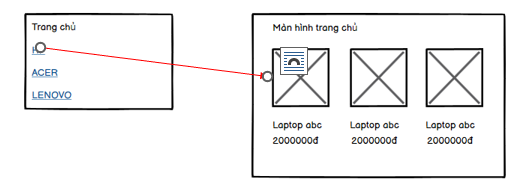 Trang chủ
ACER
LENOVO
Màn hình trang chủ
Laptop abc Laptop abc Laptop abc
2000000đ 2000000đ 2000000đ